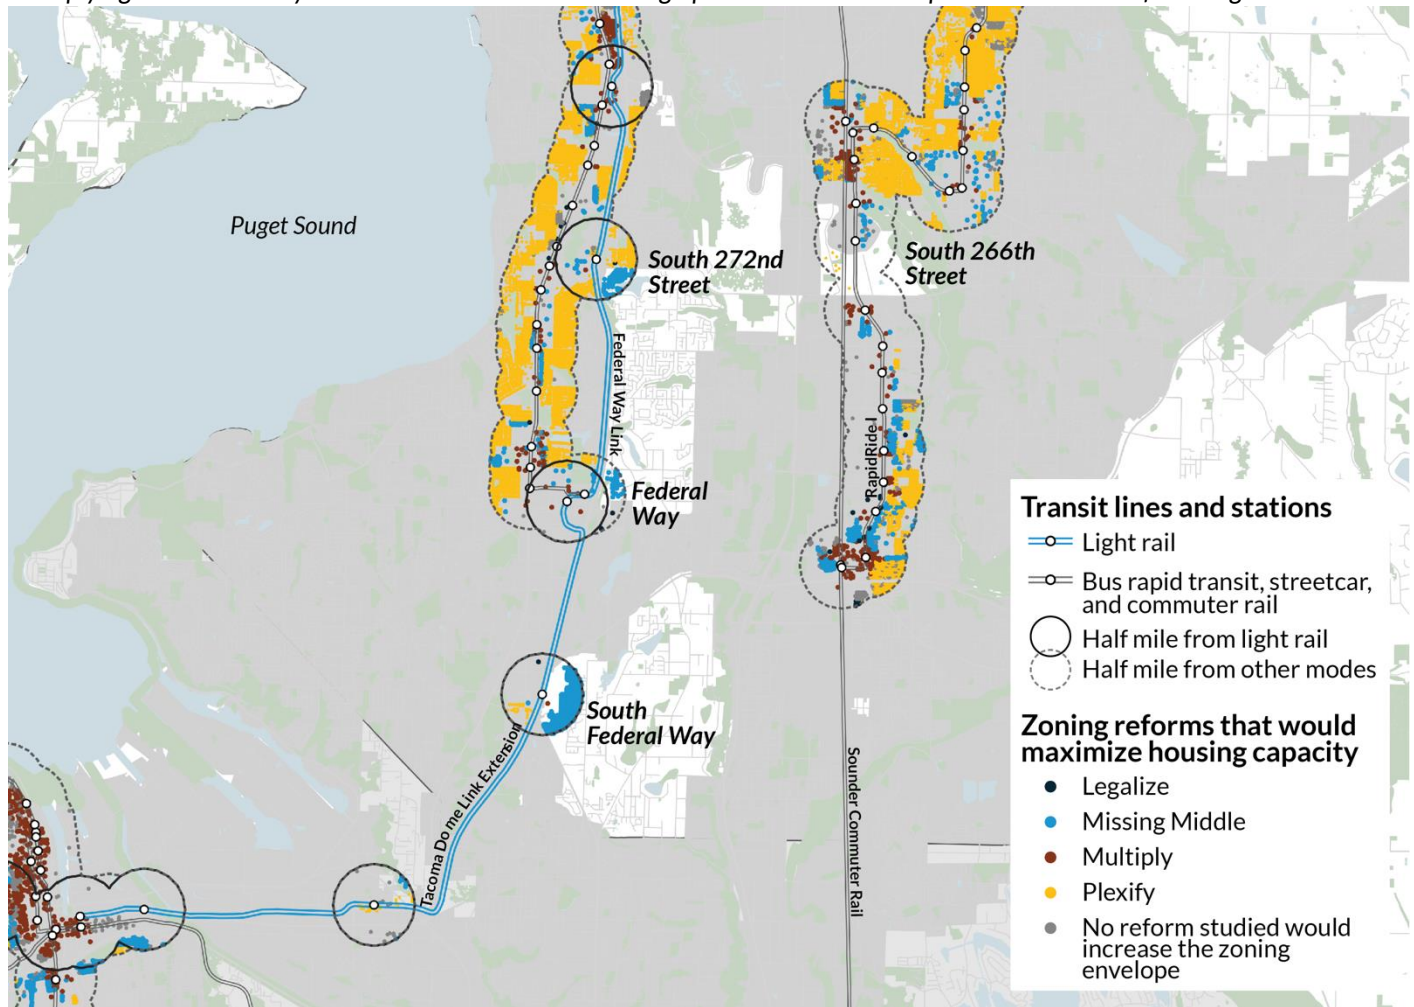 Puget Sound
South 272nd
Street
South 266th
Street
Federal Way Link
RapidRide I
Federal
Way
South
Federal Way
Tacoma Dome Link Extension
Sounder Commuter Rail
Transit lines and stations
Light rail
Bus rapid transit, streetcar,
and commuter rail
Half mile from light rail
Half mile from other modes
Zoning reforms that would
maximize housing capacity
Legalize
Missing Middle
Multiply
Plexify
No reform studied would
increase the zoning
envelope